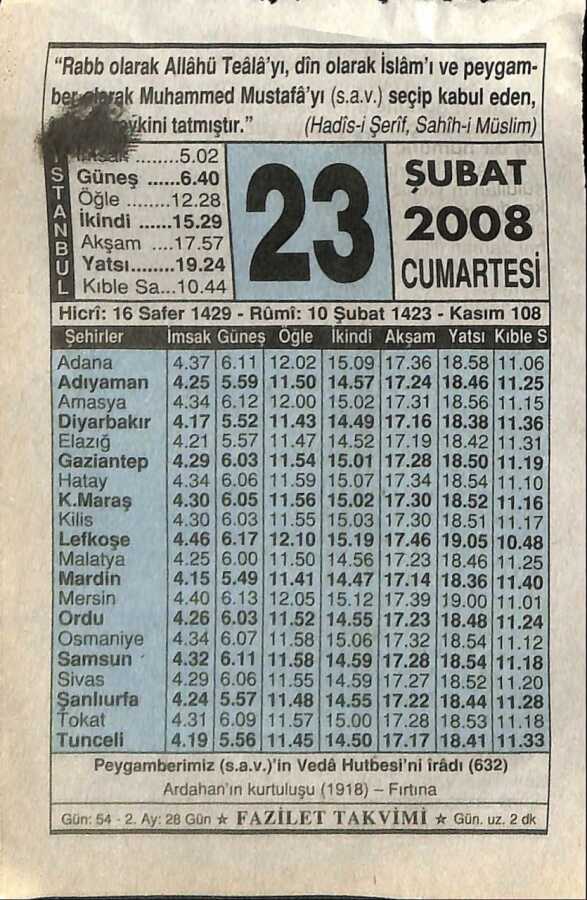 “Rabb olarak Allâhü Teâlâ’yı, dîn olarak İslâm’ı ve peygam-
ber olarak Muhammed Mustafâ’yı (s.a.v.) seçip kabul eden,
tatmıştır.” (Hadîs-i Şerîf, Sahîh-i Müslim)
İSTANBUL
İmsak ........5.02
Güneş ......6.40
Öğle ........12.28
İkindi ......15.29
Akşam ....17.57
Yatsı........19.24
Kıble Sa...10.44
23
ŞUBAT
2008
CUMARTESİ
Hicrî: 16 Safer 1429 - Rûmî: 10 Şubat 1423 - Kasım 108
Şehirler İmsak Güneş Öğle İkindi Akşam Yatsı Kıble S
Adana 4.37 6.11 12.02 15.09 17.36 18.58 11.06
Adıyaman 4.25 5.59 11.50 14.57 17.24 18.46 11.25
Amasya 4.34 6.12 12.00 15.02 17.31 18.56 11.15
Diyarbakır 4.17 5.52 11.43 14.49 17.16 18.38 11.36
Elazığ 4.21 5.57 11.47 14.52 17.19 18.42 11.31
Gaziantep 4.29 6.03 11.54 15.01 17.28 18.50 11.19
Hatay 4.34 6.06 11.59 15.07 17.34 18.54 11.10
K.Maraş 4.30 6.05 11.56 15.02 17.30 18.52 11.16
Kilis 4.30 6.03 11.55 15.03 17.30 18.51 11.17
Lefkoşe 4.46 6.17 12.10 15.19 17.46 19.05 10.48
Malatya 4.25 6.00 11.50 14.56 17.23 18.46 11.25
Mardin 4.15 5.49 11.41 14.47 17.14 18.36 11.40
Mersin 4.40 6.13 12.05 15.12 17.39 19.00 11.01
Ordu 4.26 6.03 11.52 14.55 17.23 18.48 11.24
Osmaniye 4.34 6.07 11.58 15.06 17.32 18.54 11.12
Samsun 4.32 6.11 11.58 14.59 17.28 18.54 11.18
Sivas 4.29 6.06 11.55 14.59 17.27 18.52 11.20
Şanlıurfa 4.24 5.57 11.48 14.55 17.22 18.44 11.28
Tokat 4.31 6.09 11.57 15.00 17.28 18.53 11.18
Tunceli 4.19 5.56 11.45 14.50 17.17 18.41 11.33
Peygamberimiz (s.a.v.)’in Vedâ Hutbesi’ni îrâdı (632)
Ardahan’ın kurtuluşu (1918) – Fırtına
Gün: 54 - 2. Ay: 28 Gün ★ FAZİLET TAKVİMİ ★ Gün. uz. 2 dk